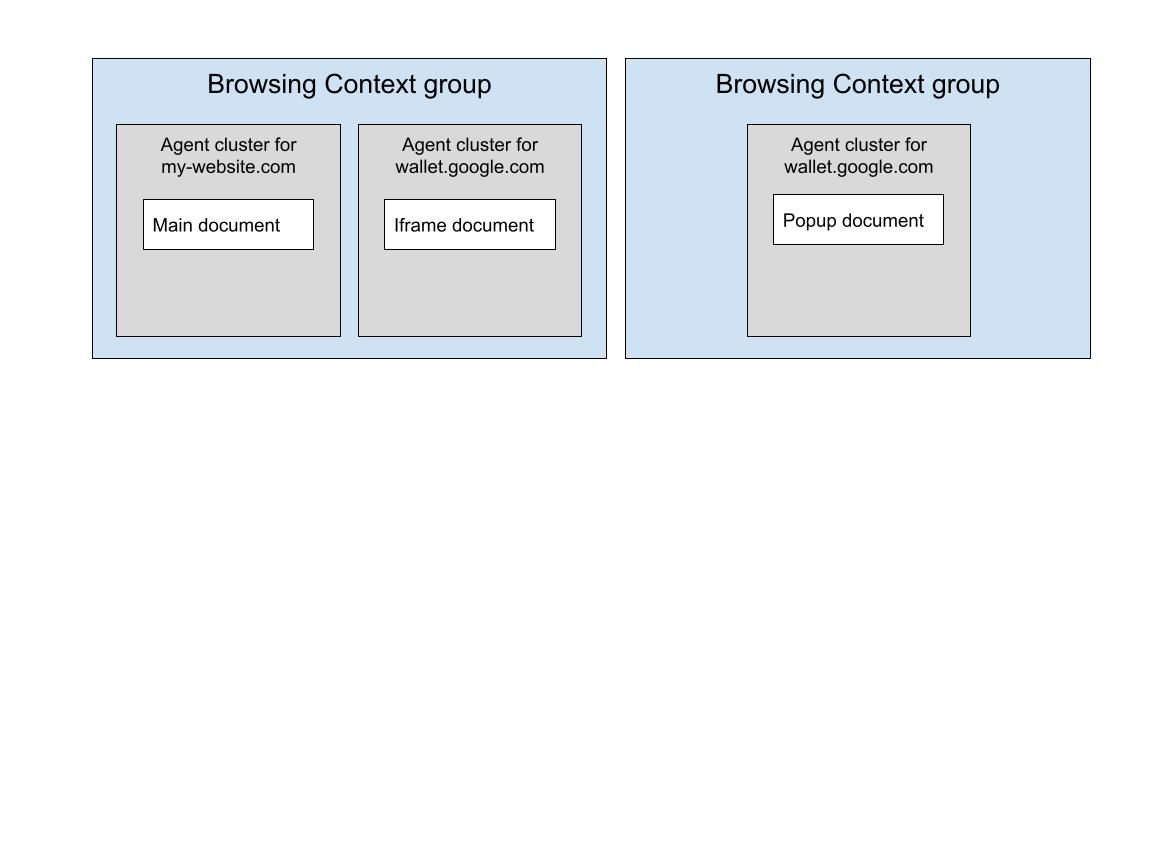 Browsing Context group
Agent cluster for
my-website.com
Main document
Agent cluster for
wallet.google.com
Iframe document
Browsing Context group
Agent cluster for
wallet.google.com
Popup document